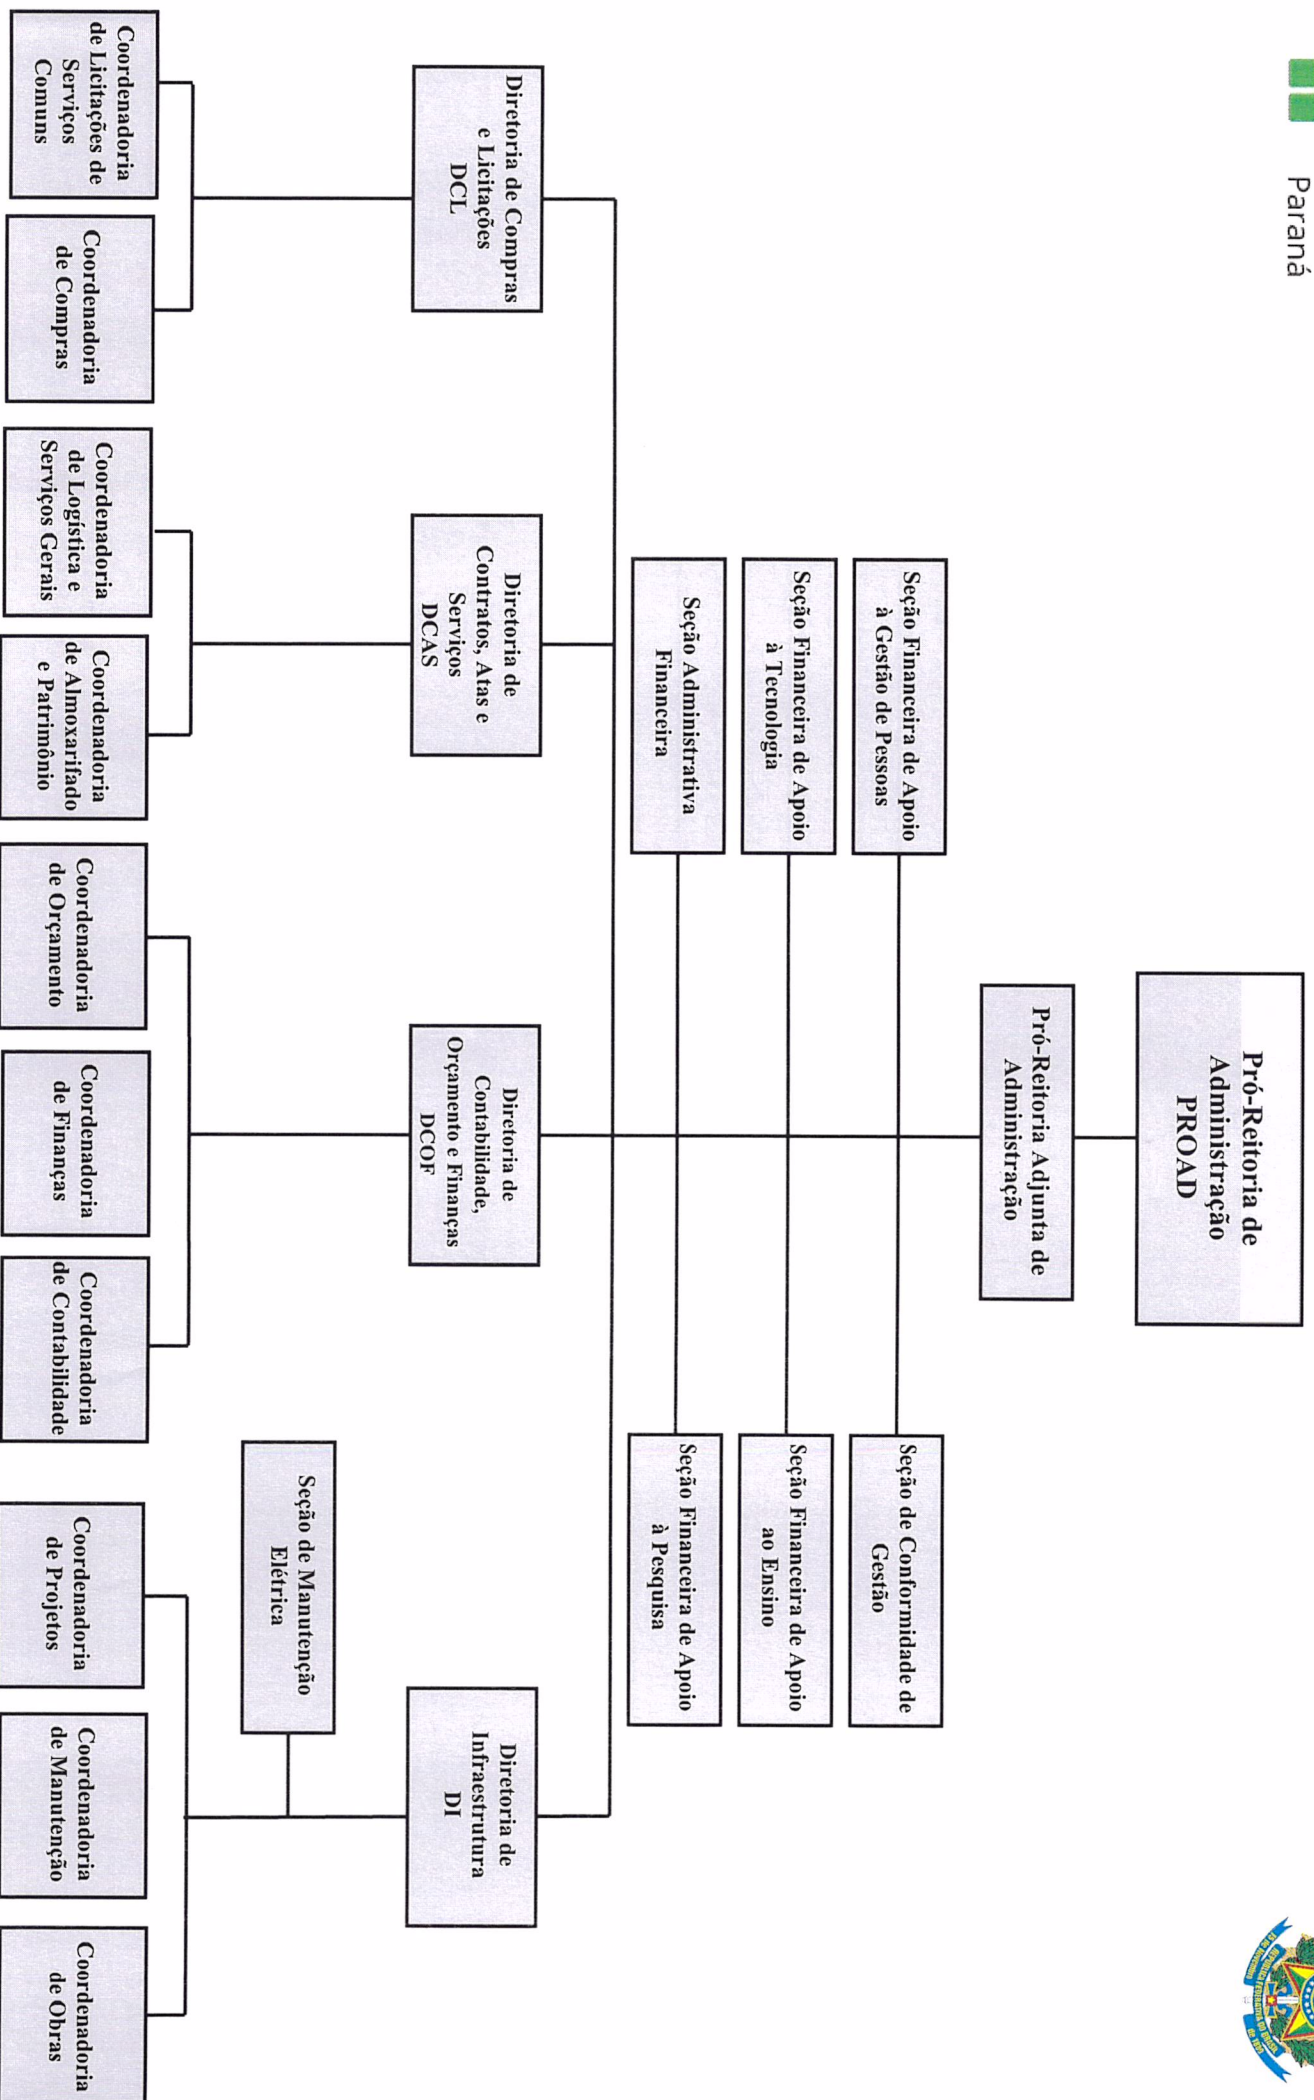 Paraná
Pró-Reitoria de
Administração
PROAD
Pró-Reitoria Adjunta de
Administração
Seção Financeira de Apoio
à Gestão de Pessoas
Seção de Conformidade de
Gestão
Seção Financeira de Apoio
à Tecnologia
Seção Financeira de Apoio
ao Ensino
Seção Administrativa
Financeira
Seção Financeira de Apoio
à Pesquisa
Diretoria de Compras
e Licitações
DCL
Diretoria de
Contratos, Atas e
Serviços
DCAS
Diretoria de
Contabilidade,
Orçamento e Finanças
DCOF
Diretoria de
Infraestrutura
DI
Seção de Manutenção
Elétrica
Coordenadoria
de Licitações de
Serviços
Comuns
Coordenadoria
de Compras
Coordenadoria
de Logística e
Serviços Gerais
Coordenadoria
de Almoxarifado
e Patrimônio
Coordenadoria
de Orçamento
Coordenadoria
de Finanças
Coordenadoria
de Contabilidade
Coordenadoria
de Projetos
Coordenadoria
de Manutenção
Coordenadoria
de Obras